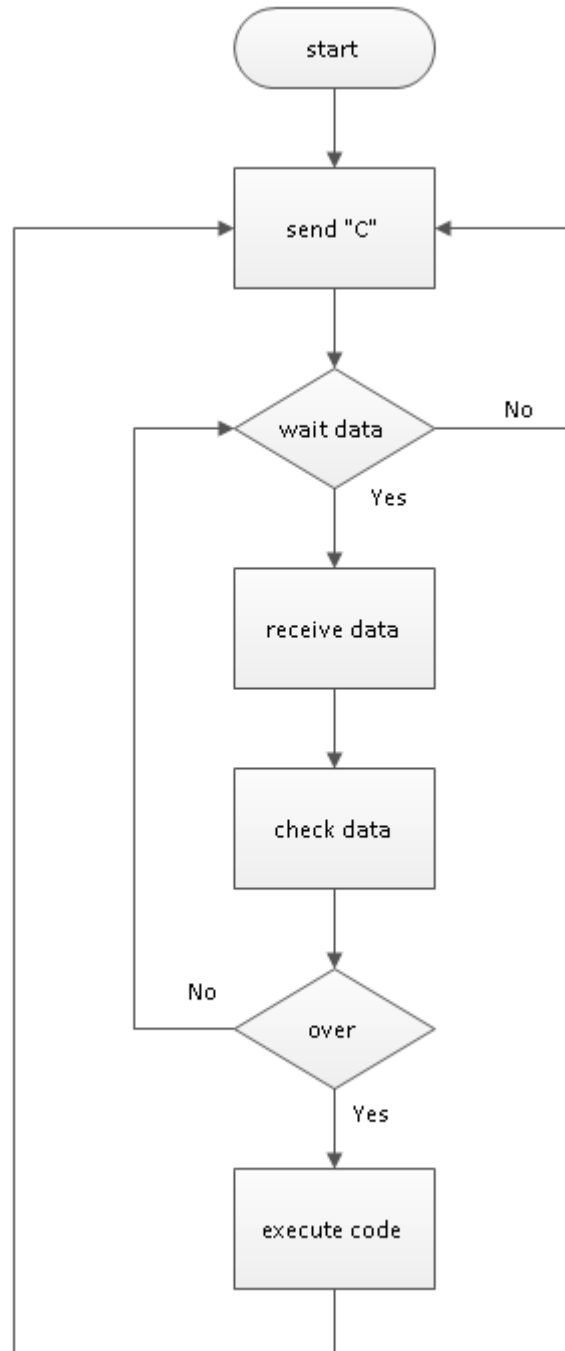 start
send "C"
wait data
No
Yes
receive data
check data
No
over
Yes
execute code